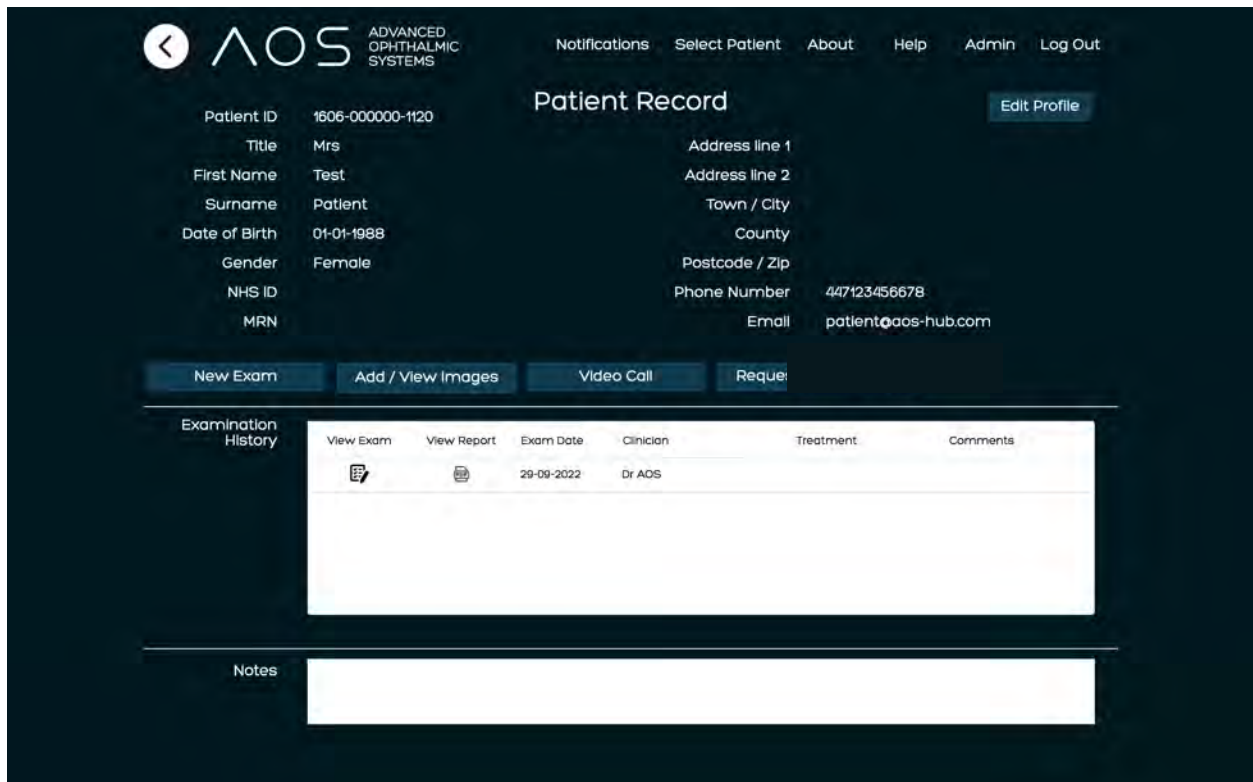 AOS ADVANCED OPHTHALMIC SYSTEMS
Notifications Select Patient About Help Admin Log Out
Patient Record
Edit Profile
Patient ID 1606-000000-1120
Title Mrs
First Name Test
Surname Patient
Date of Birth 01-01-1988
Gender Female
NHS ID
MRN
Address line 1
Address line 2
Town / City
County
Postcode / Zip
Phone Number 447123456678
Email patient@aos-hub.com
New Exam Add / View Images Video Call Reque
Examination History
View Exam View Report Exam Date Clinician Treatment Comments
29-09-2022 Dr AOS
Notes